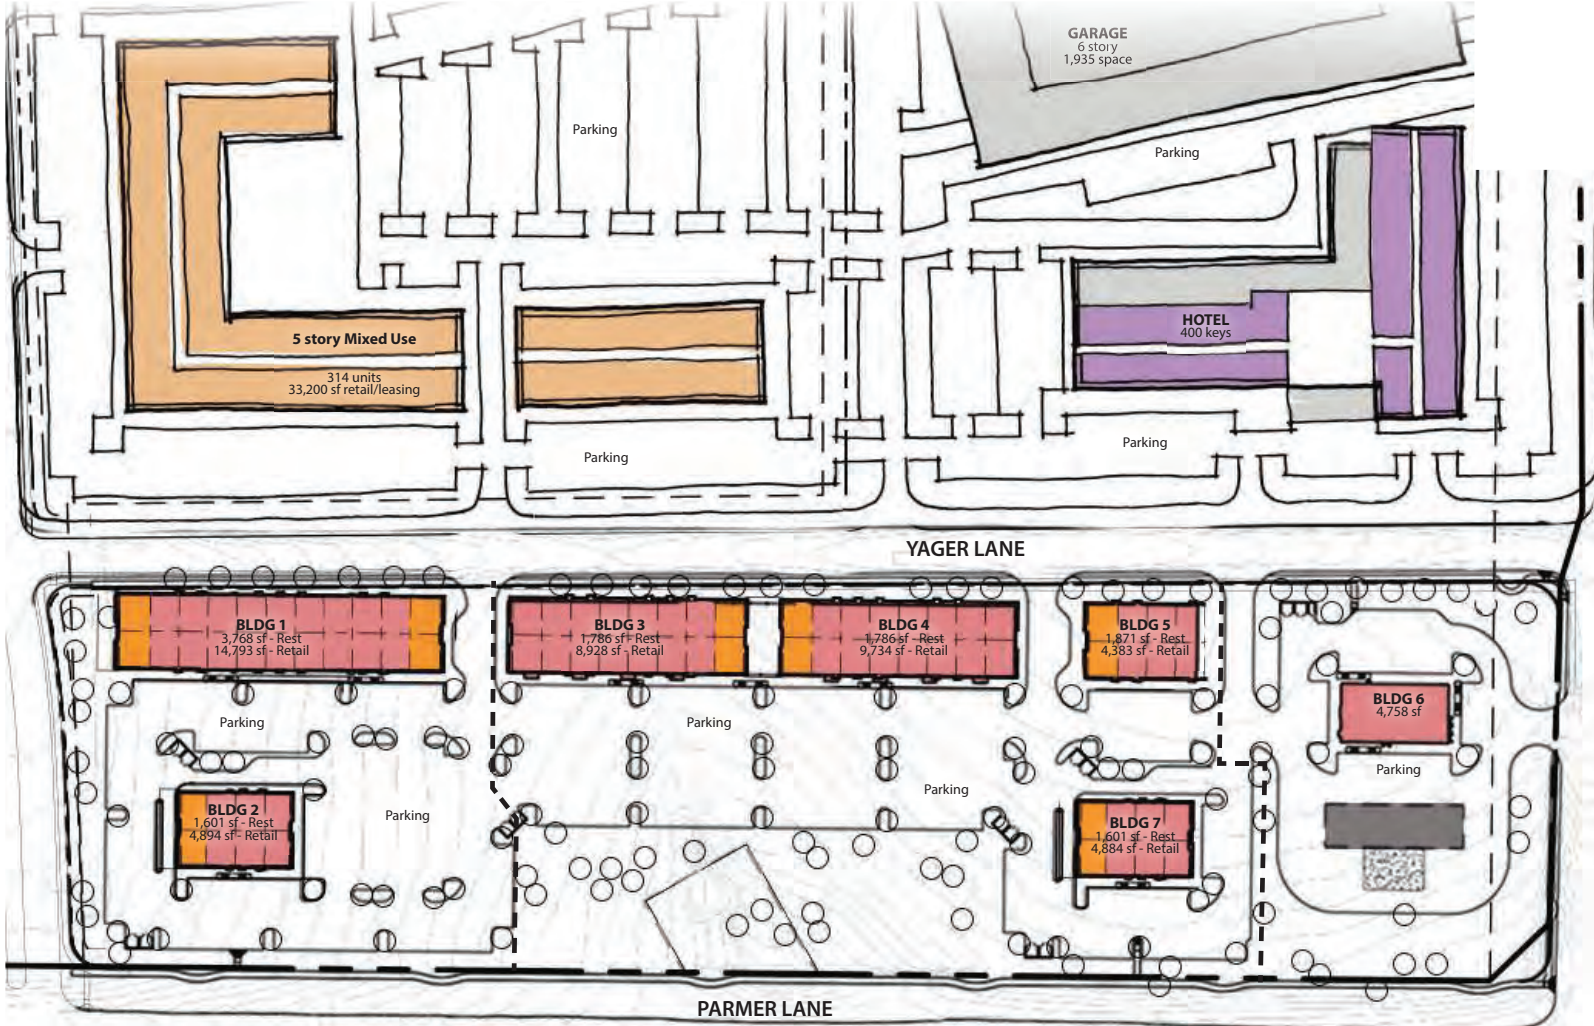 GARAGE
6 story
1,935 space
Parking
Parking
5 story Mixed Use
314 units
33,200 sf retail/leasing
HOTEL
400 keys
Parking
Parking
YAGER LANE
BLDG 1
3,768 sf - Rest
14,793 sf - Retail
BLDG 3
1,786 sf - Rest
8,928 sf - Retail
BLDG 4
1,786 sf - Rest
9,734 sf - Retail
BLDG 5
1,871 sf - Rest
4,383 sf - Retail
BLDG 6
4,758 sf
Parking
Parking
Parking
Parking
Parking
BLDG 2
1,601 sf - Rest
4,894 sf - Retail
BLDG 7
1,601 sf - Rest
4,884 sf - Retail
PARMER LANE